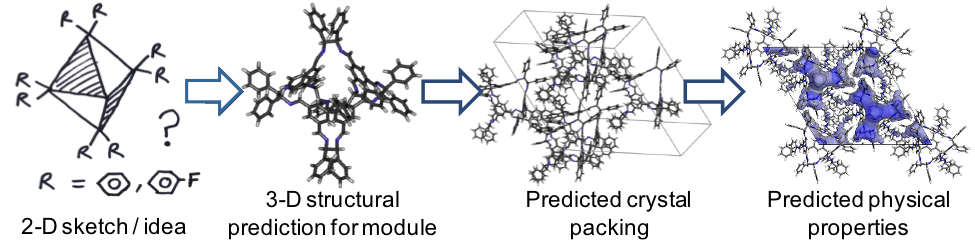 R R
R
R
R
R
R R
?
R = , F
2-D sketch / idea
3-D structural
prediction for module
Predicted crystal
packing
Predicted physical
properties